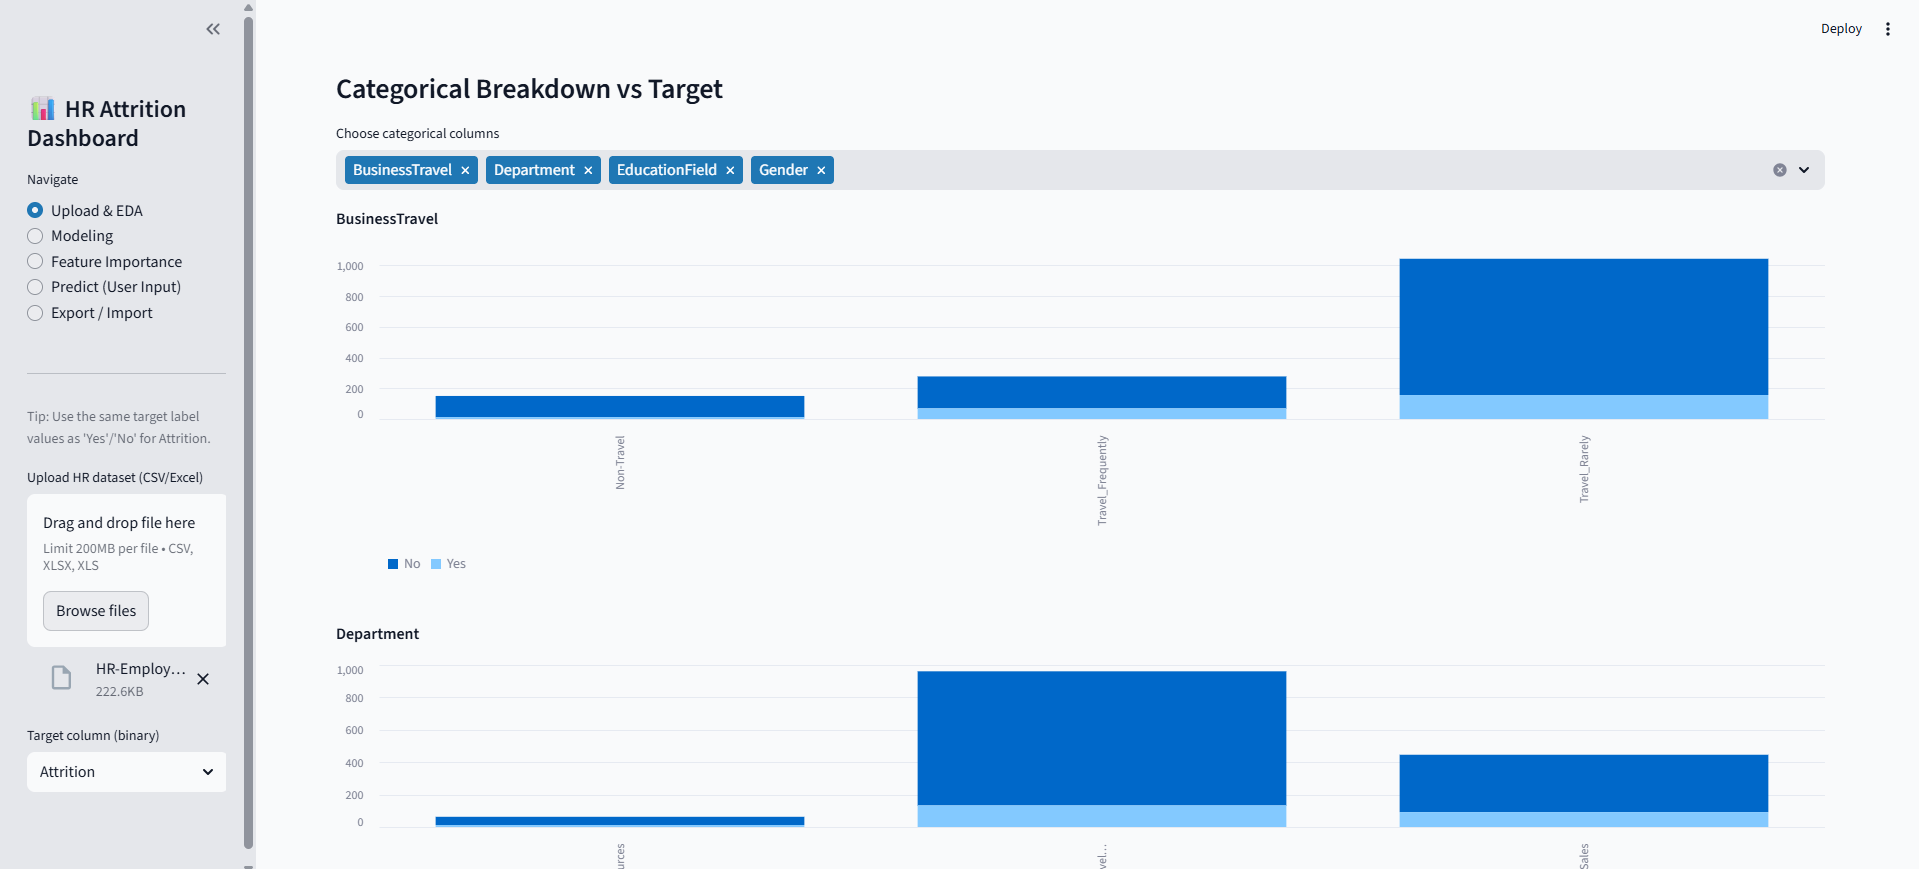 HR Attrition
Dashboard
Navigate
Upload & EDA
Modeling
Feature Importance
Predict (User Input)
Export / Import
Tip: Use the same target label
values as 'Yes'/'No' for Attrition.
Upload HR dataset (CSV/Excel)
Drag and drop file here
Limit 200MB per file • CSV,
XLSX, XLS
Browse files
HR-Employ…
222.6KB
Target column (binary)
Attrition
Deploy
Categorical Breakdown vs Target
Choose categorical columns
BusinessTravel Department EducationField Gender
BusinessTravel
1,000
800
600
400
200
0
Non-Travel
Travel_Frequently
Travel_Rarely
No Yes
Department
1,000
800
600
400
200
0
urces
vel…
Sales